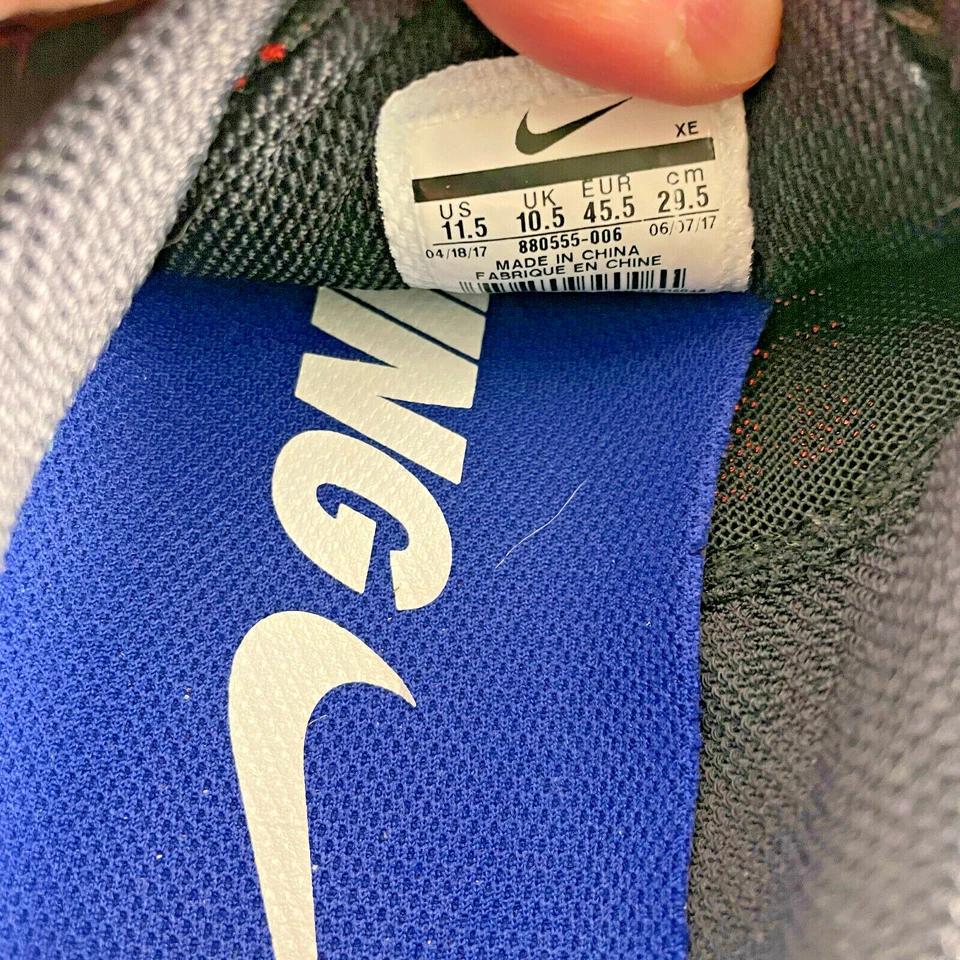 XE
US UK EUR cm
11.5 10.5 45.5 29.5
04/18/17 880555-006 06/07/17
MADE IN CHINA
FABRIQUE EN CHINE
NG